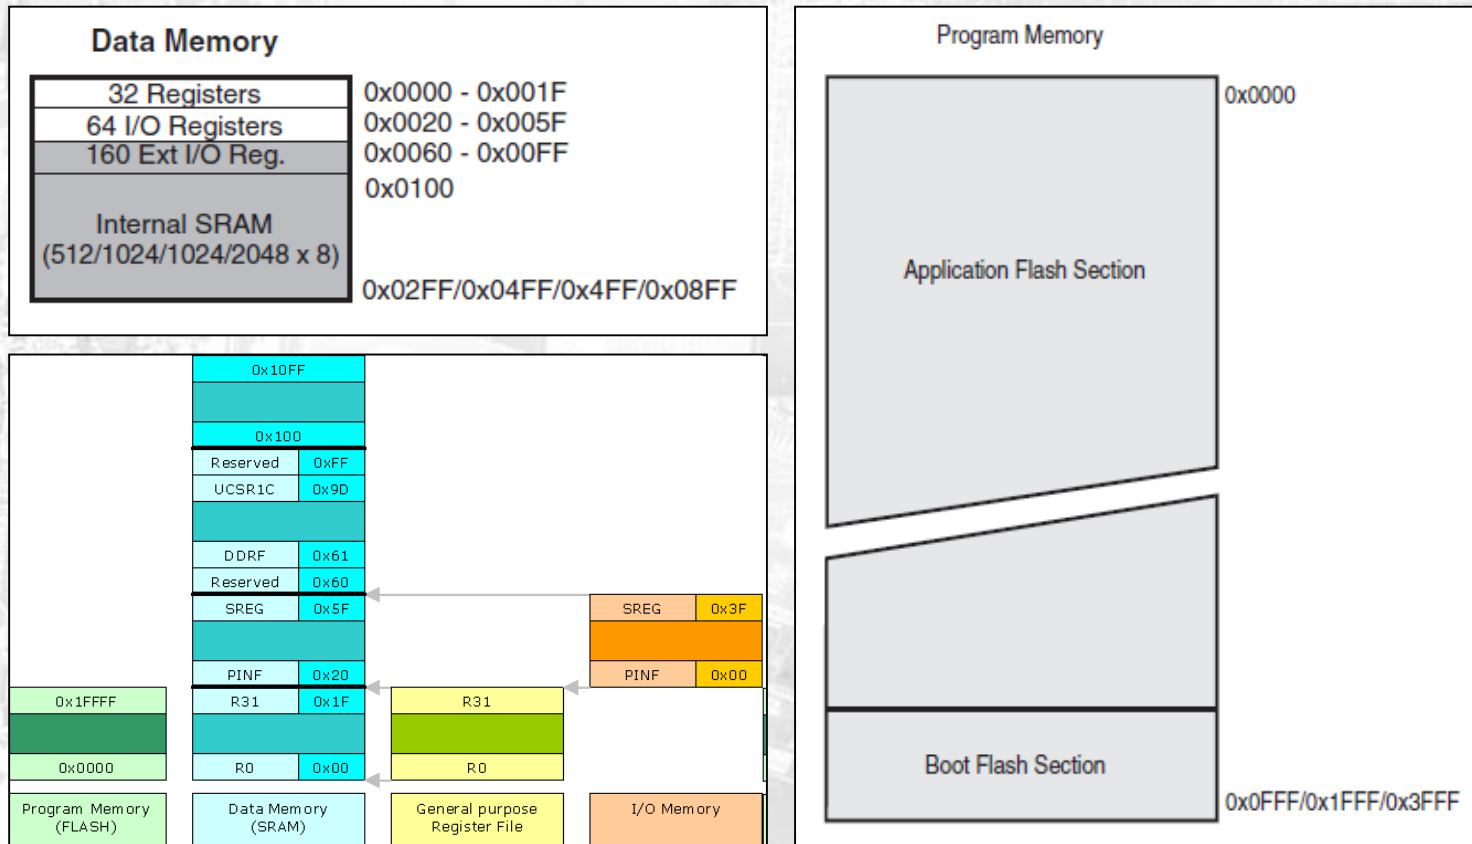 Data Memory
32 Registers 0x0000 - 0x001F
64 I/O Registers 0x0020 - 0x005F
160 Ext I/O Reg. 0x0060 - 0x00FF
0x0100
Internal SRAM
(512/1024/1024/2048 x 8)
0x02FF/0x04FF/0x4FF/0x08FF
Program Memory
0x0000
Application Flash Section
Boot Flash Section
0x0FFF/0x1FFF/0x3FFF
0x10FF
0x100
Reserved 0xFF
UCSR1C 0x9D
DDRF 0x61
Reserved 0x60
SREG 0x5F SREG 0x3F
PINF 0x20 PINF 0x00
0x1FFFF R31 0x1F R31
0x0000 R0 0x00 R0
Program Memory
(FLASH)
Data Memory
(SRAM)
General purpose
Register File
I/O Memory